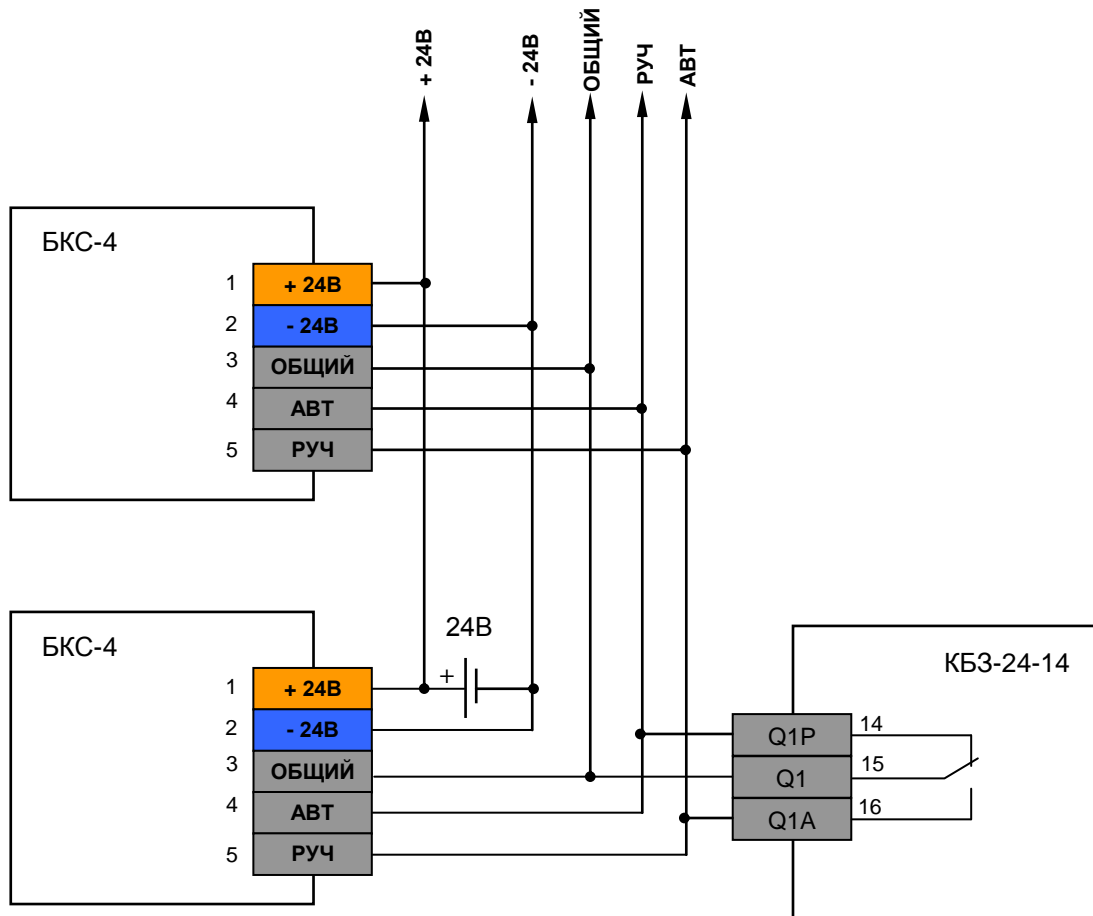 + 24В
- 24В
ОБЩИЙ
РУЧ
АВТ
БКС-4
1 + 24В
2 - 24В
3 ОБЩИЙ
4 АВТ
5 РУЧ
БКС-4
24В
+
КБЗ-24-14
1 + 24В
2 - 24В
3 ОБЩИЙ
4 АВТ
5 РУЧ
Q1P 14
Q1 15
Q1A 16